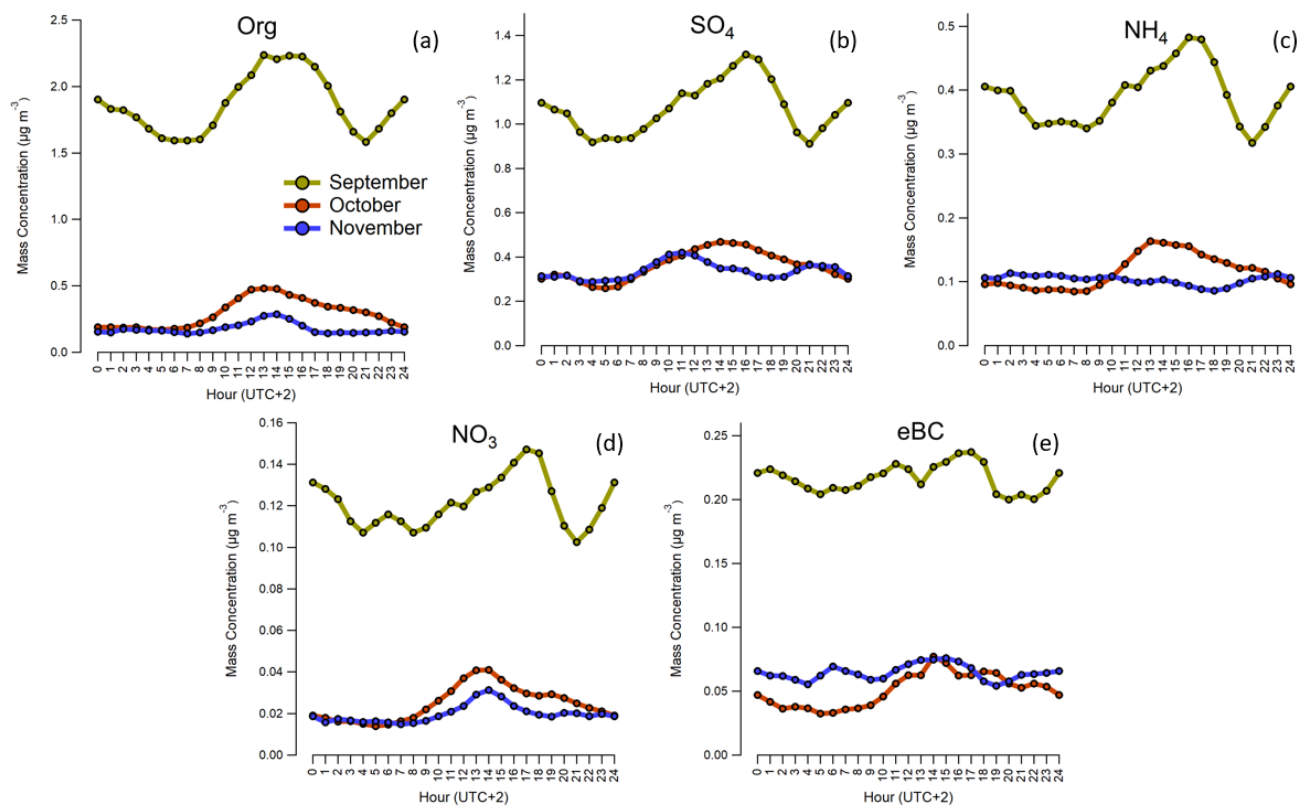 Org
(a)
Mass Concentration (µg m⁻³)
2.5
2.0
1.5
1.0
0.5
0.0
September
October
November
0 1 2 3 4 5 6 7 8 9 10 11 12 13 14 15 16 17 18 19 20 21 22 23 24
Hour (UTC+2)
SO₄
(b)
Mass Concentration (µg m⁻³)
1.4
1.2
1.0
0.8
0.6
0.4
0.2
0.0
0 1 2 3 4 5 6 7 8 9 10 11 12 13 14 15 16 17 18 19 20 21 22 23 24
Hour (UTC+2)
NH₄
(c)
Mass Concentration (µg m⁻³)
0.5
0.4
0.3
0.2
0.1
0.0
0 1 2 3 4 5 6 7 8 9 10 11 12 13 14 15 16 17 18 19 20 21 22 23 24
Hour (UTC+2)
NO₃
(d)
Mass Concentration (µg m⁻³)
0.16
0.14
0.12
0.10
0.08
0.06
0.04
0.02
0.00
0 1 2 3 4 5 6 7 8 9 10 11 12 13 14 15 16 17 18 19 20 21 22 23 24
Hour (UTC+2)
eBC
(e)
Mass Concentration (µg m⁻³)
0.25
0.20
0.15
0.10
0.05
0.00
0 1 2 3 4 5 6 7 8 9 10 11 12 13 14 15 16 17 18 19 20 21 22 23 24
Hour (UTC+2)